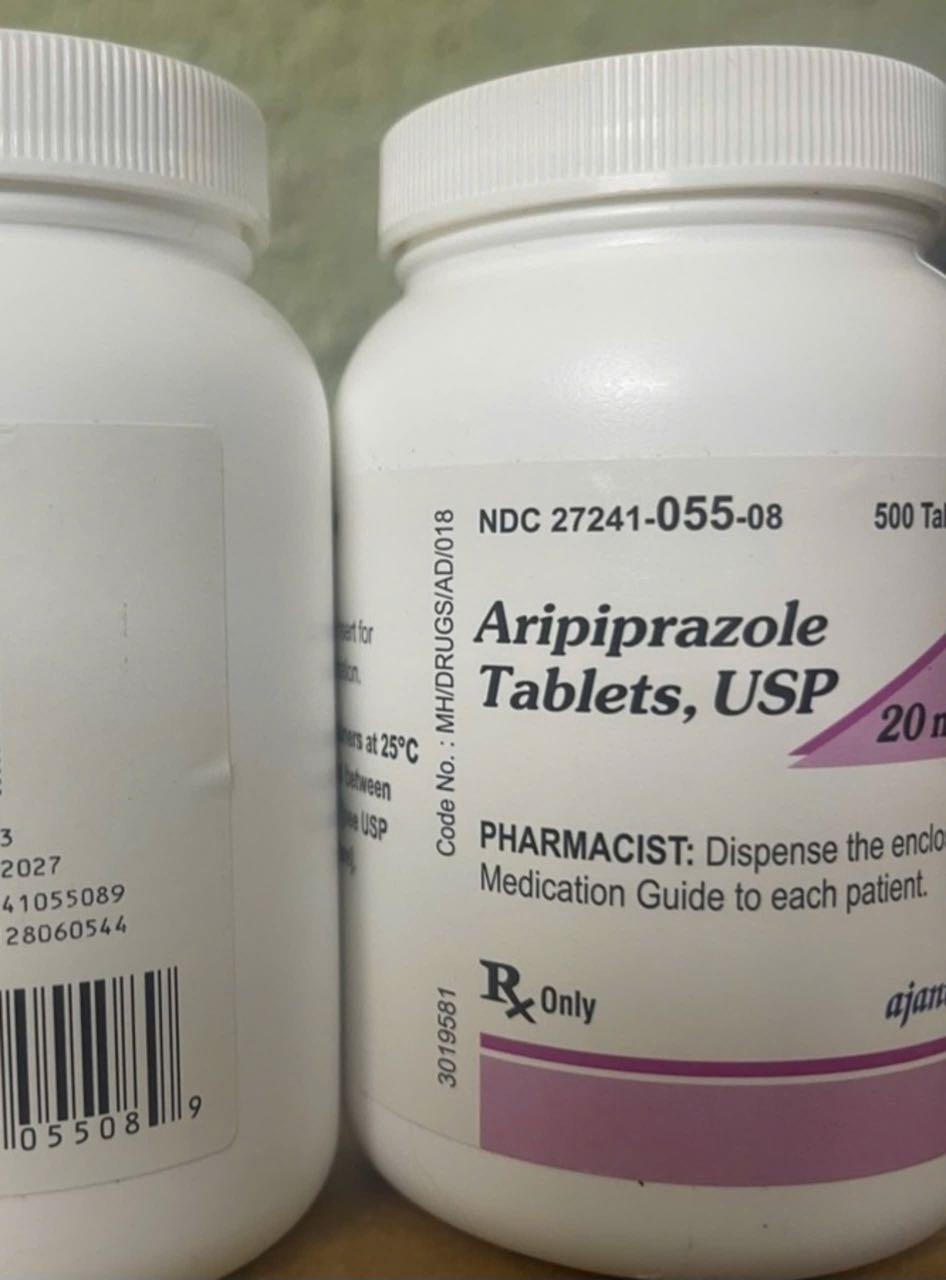 3
2027
41055089
28060544
05508 9
for
at 25°C
between
USP
Code No. : MH/DRUGS/AD/018
3019581
NDC 27241-055-08
500 Tal
Aripiprazole
Tablets, USP
20 m
PHARMACIST: Dispense the enclo
Medication Guide to each patient.
Rx Only
ajan